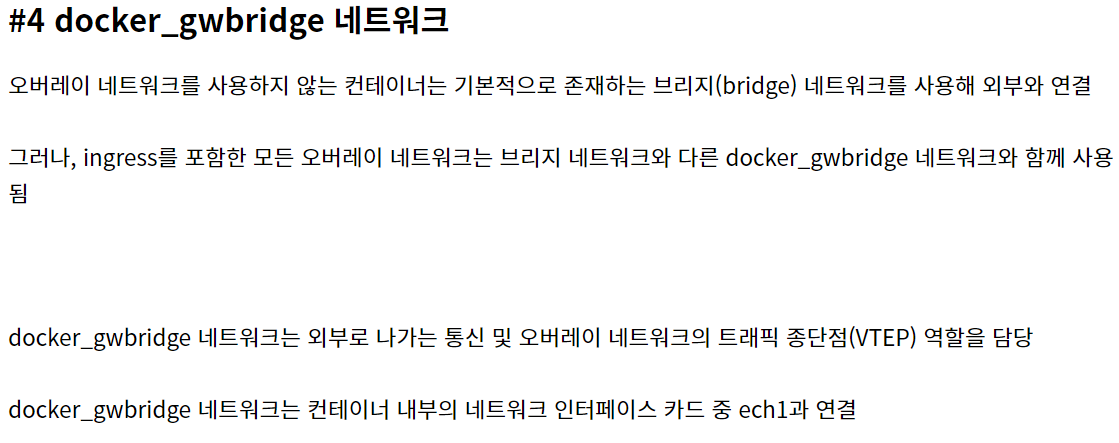 #4 docker_gwbridge 네트워크
오버레이 네트워크를 사용하지 않는 컨테이너는 기본적으로 존재하는 브리지(bridge) 네트워크를 사용해 외부와 연결
그러나, ingress를 포함한 모든 오버레이 네트워크는 브리지 네트워크와 다른 docker_gwbridge 네트워크와 함께 사용
됨
docker_gwbridge 네트워크는 외부로 나가는 통신 및 오버레이 네트워크의 트래픽 종단점(VTEP) 역할을 담당
docker_gwbridge 네트워크는 컨테이너 내부의 네트워크 인터페이스 카드 중 ech1과 연결